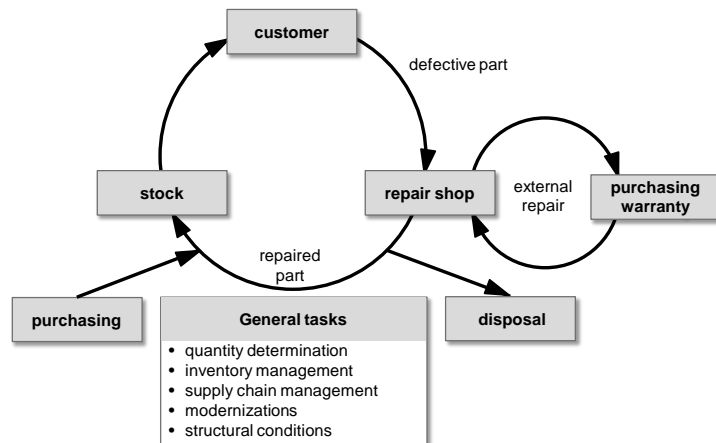 customer
defective part
stock
repair shop
external
repair
purchasing
warranty
repaired
part
purchasing
General tasks
disposal
• quantity determination
• inventory management
• supply chain management
• modernizations
• structural conditions